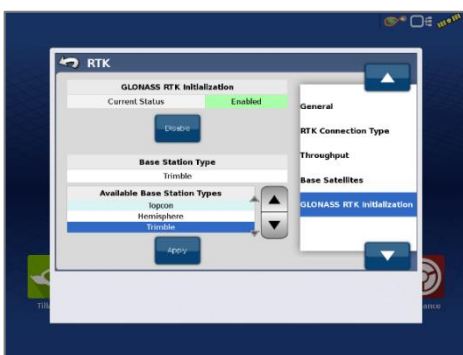 RTK
GLONASS RTK Initialization
Current Status Enabled
Disable
Base Station Type
Trimble
Available Base Station Types
Topcon
Hemisphere
Trimble
Apply
General
RTK Connection Type
Throughput
Base Satellites
GLONASS RTK Initialization